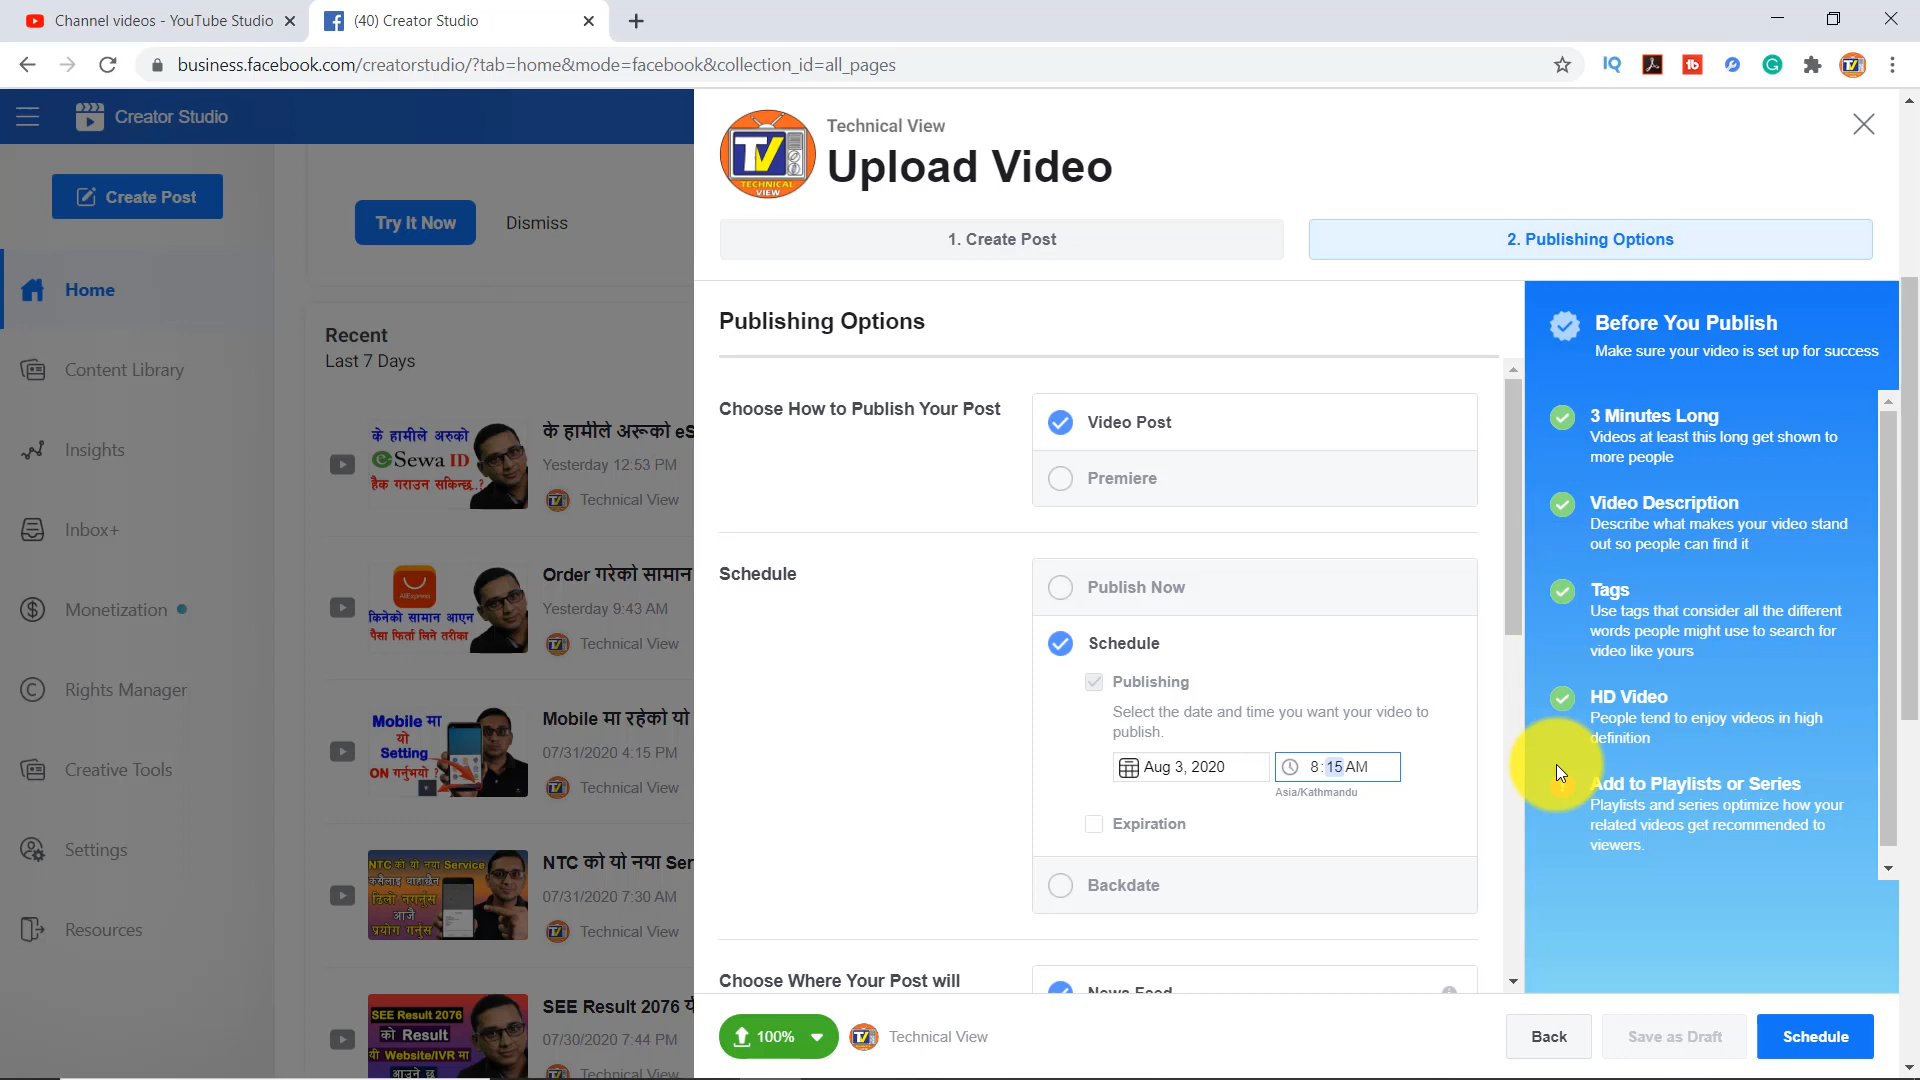 Channel videos - YouTube Studio
(40) Creator Studio
business.facebook.com/creatorstudio/?tab=home&mode=facebook&collection_id=all_pages
Creator Studio
Create Post
Home
Content Library
Insights
Inbox+
Monetization
Rights Manager
Creative Tools
Settings
Resources
Try It Now
Dismiss
Recent
Last 7 Days
के हामीले अरुको
eSewa ID
हैक गराउन सकिन्छ..?
के हामीले अरूको eS
Yesterday 12:53 PM
Technical View
AliExpress
किनेको सामान आएन
पैसा फिर्ता लिने तरीका
Order गरेको सामान
Yesterday 9:43 AM
Technical View
Mobile मा
यो
Setting
ON गर्नुभयो ?
Mobile मा रहेको यो
07/31/2020 4:15 PM
Technical View
NTC को यो नया Service
आजै
प्रयोग गर्नुस
NTC को यो नया Ser
07/31/2020 7:30 AM
Technical View
SEE Result 2076
को Result
यी Website/IVR मा
आउने छ
SEE Result 2076 य
07/30/2020 7:44 PM
Technical View
TV
TECHNICAL
VIEW
Technical View
Upload Video
1. Create Post
2. Publishing Options
Publishing Options
Choose How to Publish Your Post
Video Post
Premiere
Schedule
Publish Now
Schedule
Publishing
Select the date and time you want your video to
publish.
Aug 3, 2020
8:15AM
Asia/Kathmandu
Expiration
Backdate
Choose Where Your Post will
News Feed
100%
Technical View
Back
Save as Draft
Schedule
Before You Publish
Make sure your video is set up for success
3 Minutes Long
Videos at least this long get shown to
more people
Video Description
Describe what makes your video stand
out so people can find it
Tags
Use tags that consider all the different
words people might use to search for
video like yours
HD Video
People tend to enjoy videos in high
definition
Add to Playlists or Series
Playlists and series optimize how your
related videos get recommended to
viewers.